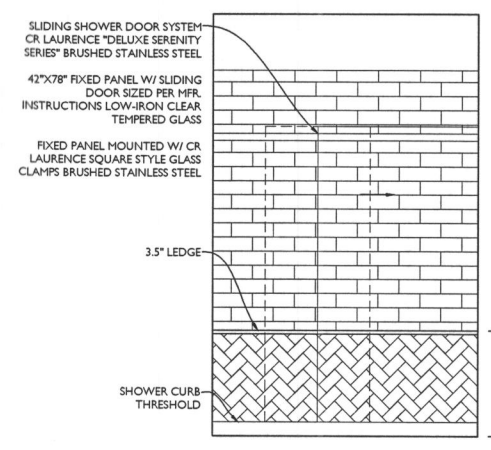 SLIDING SHOWER DOOR SYSTEM
CR LAURENCE "DELUXE SERENITY
SERIES" BRUSHED STAINLESS STEEL
42"X78" FIXED PANEL W/ SLIDING
DOOR SIZED PER MFR.
INSTRUCTIONS LOW-IRON CLEAR
TEMPERED GLASS
FIXED PANEL MOUNTED W/ CR
LAURENCE SQUARE STYLE GLASS
CLAMPS BRUSHED STAINLESS STEEL
3.5" LEDGE
SHOWER CURB
THRESHOLD